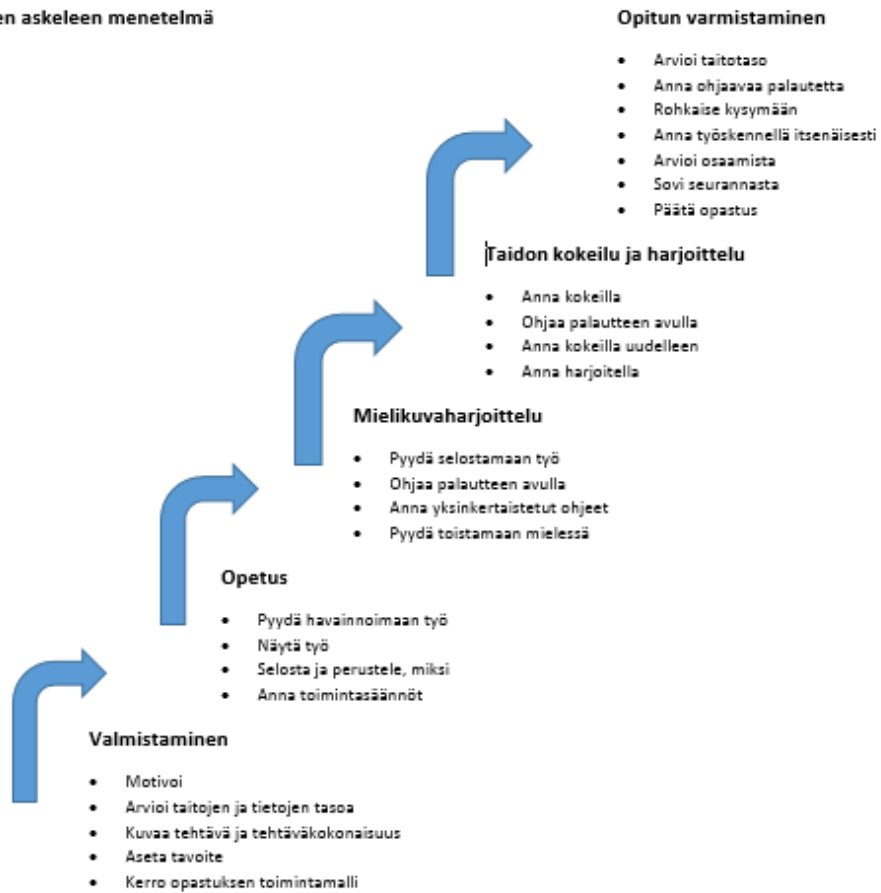 en askeleen menetelmä
Opitun varmistaminen
• Arvioi taitotaso
• Anna ohjaavaa palautetta
• Rohkaise kysymään
• Anna työskennellä itsenäisesti
• Arvioi osaamista
• Sovi seurannasta
• Päätä opastus
Taidon kokeilu ja harjoittelu
• Anna kokeilla
• Ohjaa palautteen avulla
• Anna kokeilla uudelleen
• Anna harjoitella
Mielikuvaharjoittelu
• Pyydä selostamaan työ
• Ohjaa palautteen avulla
• Anna yksinkertaistetut ohjeet
• Pyydä toistamaan mielessä
Opetus
• Pyydä havainnoimaan työ
• Näytä työ
• Selosta ja perustele, miksi
• Anna toimintasäännöt
Valmistaminen
• Motivoi
• Arvioi taitojen ja tietojen tasoa
• Kuvaa tehtävä ja tehtäväkokonaisuus
• Aseta tavoite
• Kerro opastuksen toimintamalli